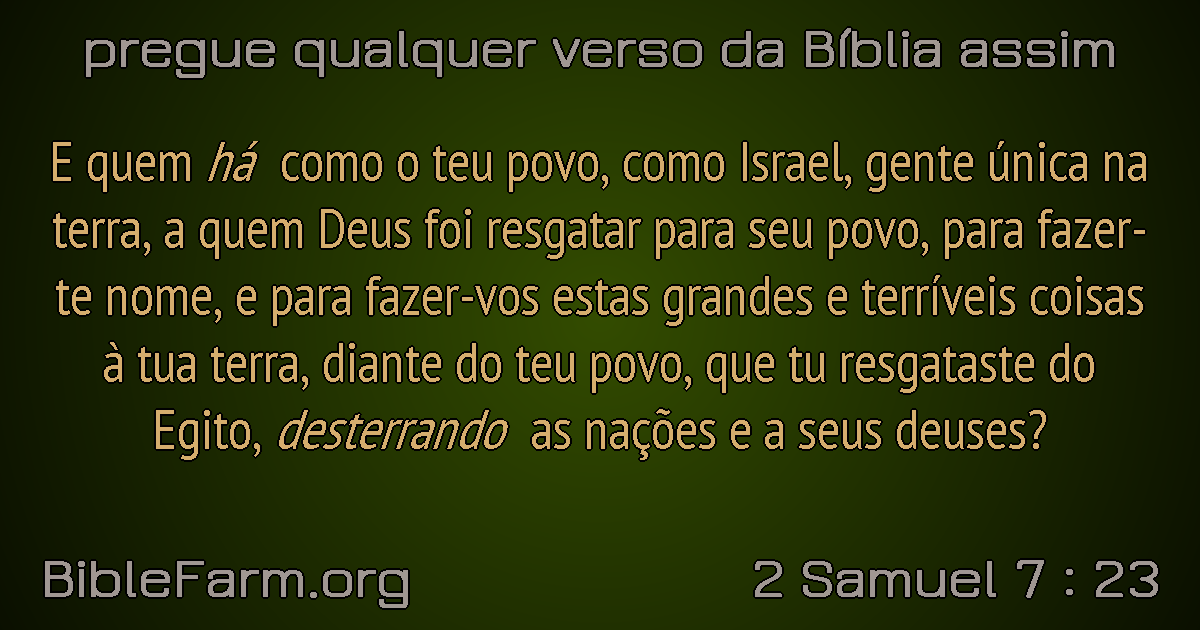 pregue qualquer verso da Bíblia assim
E quem há como o teu povo, como Israel, gente única na
terra, a quem Deus foi resgatar para seu povo, para fazer-
te nome, e para fazer-vos estas grandes e terríveis coisas
à tua terra, diante do teu povo, que tu resgataste do
Egito, desterrando as nações e a seus deuses?
BibleFarm.org
2 Samuel 7 : 23